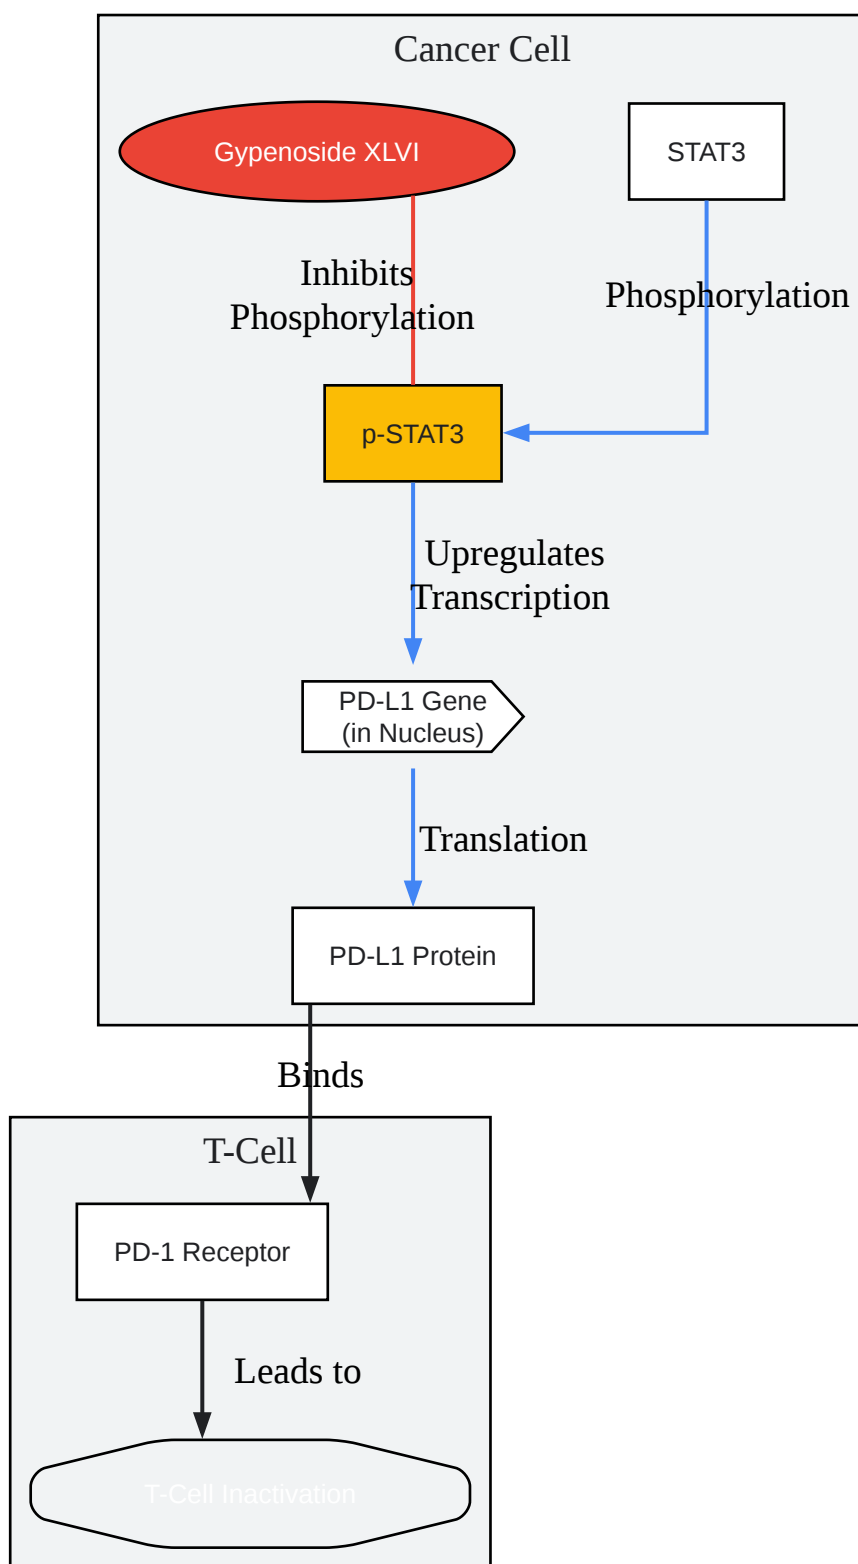 Cancer Cell
Gypenoside XLVI
STAT3
Inhibits
Phosphorylation
Phosphorylation
p-STAT3
Upregulates
Transcription
PD-L1 Gene
(in Nucleus)
Translation
PD-L1 Protein
Binds
T-Cell
PD-1 Receptor
Leads to
T-Cell Inactivation